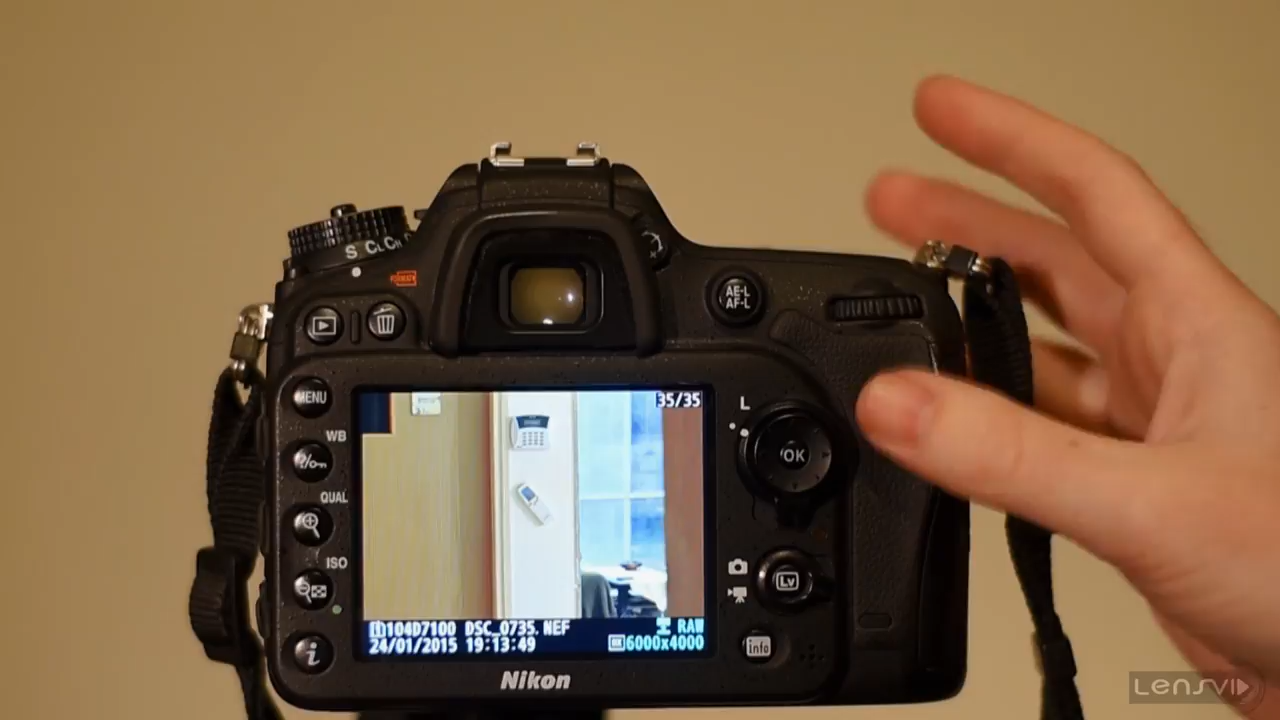 S CL CH
FORMAT
AE-L
AF-L
MENU
WB
?/
QUAL
ISO
i
35/35
L
OK
Lv
info
104D7100 DSC_0735.NEF
RAW
24/01/2015 19:13:49
6000x4000
Nikon
LENSVID